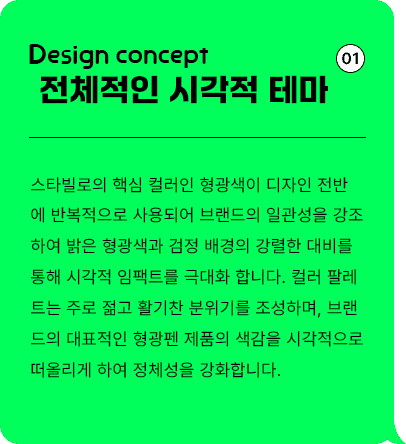 Design concept
01
전체적인 시각적 테마
스타빌로의 핵심 컬러인 형광색이 디자인 전반
에 반복적으로 사용되어 브랜드의 일관성을 강조
하여 밝은 형광색과 검정 배경의 강렬한 대비를
통해 시각적 임팩트를 극대화 합니다. 컬러 팔레
트는 주로 젊고 활기찬 분위기를 조성하며, 브랜
드의 대표적인 형광펜 제품의 색감을 시각적으로
떠올리게 하여 정체성을 강화합니다.